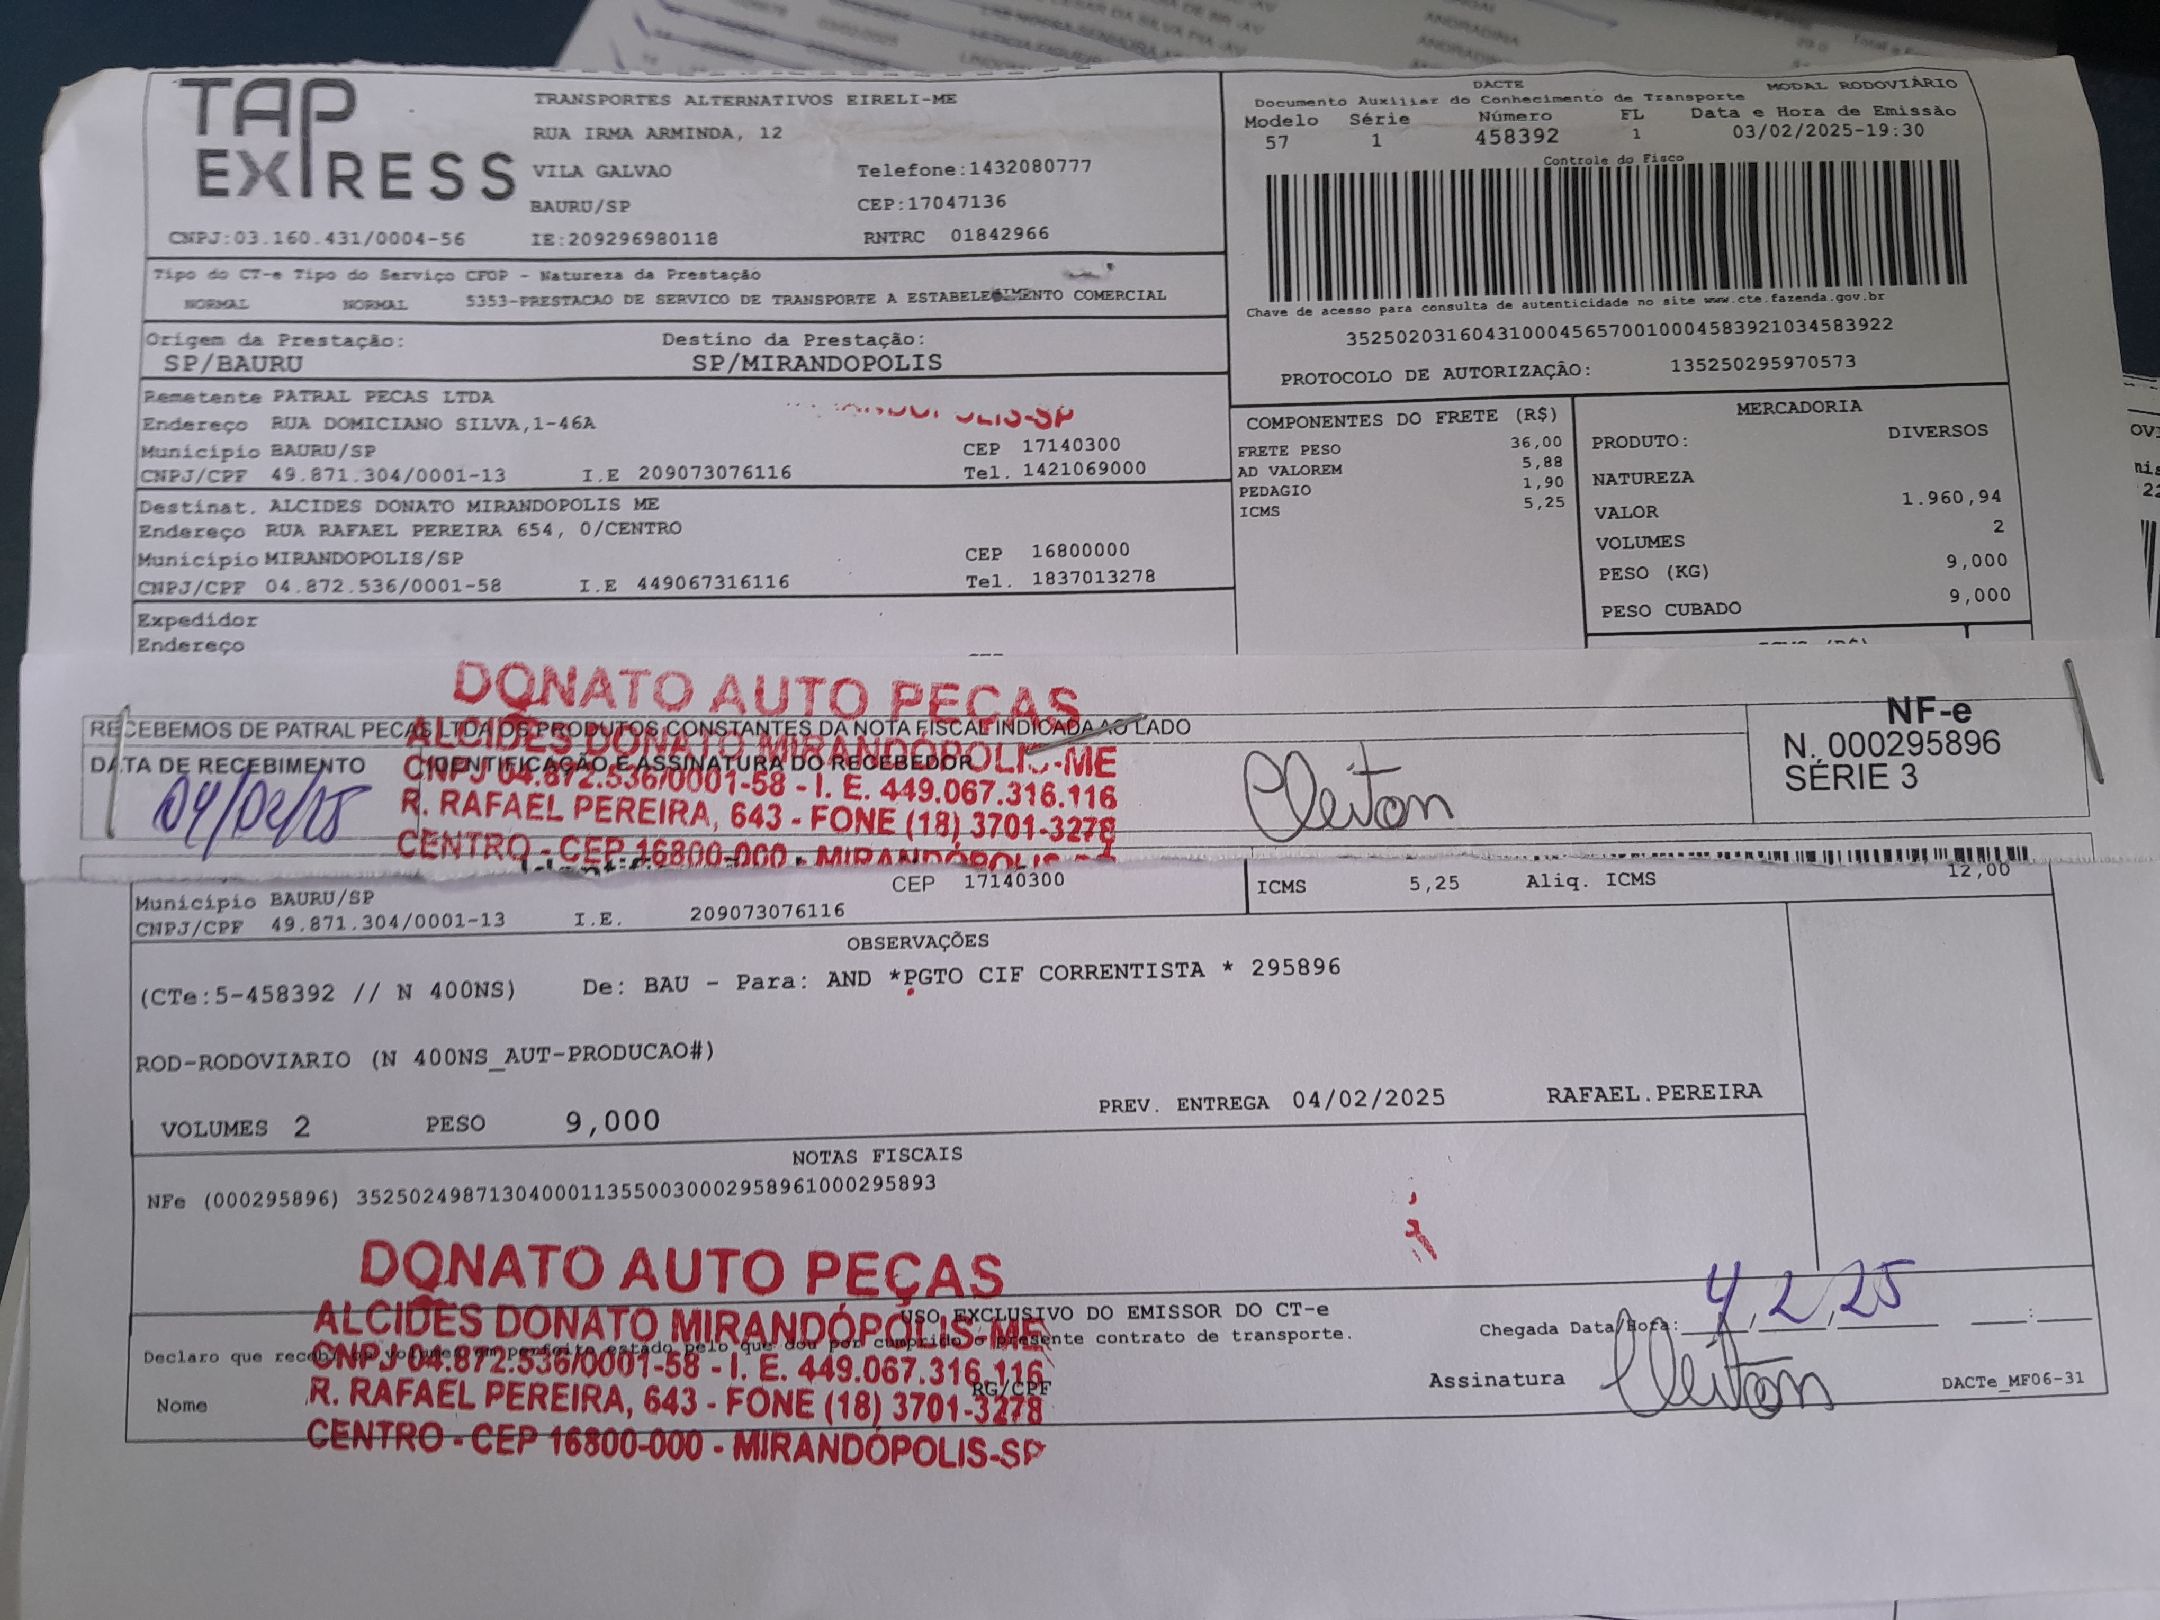 TAP EXPRESS
TRANSPORTES ALTERNATIVOS EIRELI-ME
RUA IRMA ARMINDA, 12
VILA GALVAO Telefone:1432080777
BAURU/SP CEP:17047136
CNPJ:03.160.431/0004-56 IE:209296980118 RNTRC 01842966
DACTE MODAL RODOVIÁRIO
Documento Auxiliar do Conhecimento de Transporte
Modelo Série Número FL Data e Hora de Emissão
57 1 458392 1 03/02/2025-19:30
Controle do Fisco
Chave de acesso para consulta de autenticidade no site www.cte.fazenda.gov.br
35250203160431000456570010004583921034583922
PROTOCOLO DE AUTORIZAÇÃO: 135250295970573
Tipo do CT-e Tipo do Serviço CFOP - Natureza da Prestação
NORMAL NORMAL 5353-PRESTACAO DE SERVICO DE TRANSPORTE A ESTABELECIMENTO COMERCIAL
Origem da Prestação: Destino da Prestação:
SP/BAURU SP/MIRANDOPOLIS
Remetente PATRAL PECAS LTDA
Endereço RUA DOMICIANO SILVA,1-46A
Município BAURU/SP CEP 17140300
CNPJ/CPF 49.871.304/0001-13 I.E 209073076116 Tel. 1421069000
Destinat. ALCIDES DONATO MIRANDOPOLIS ME
Endereço RUA RAFAEL PEREIRA 654, 0/CENTRO
Município MIRANDOPOLIS/SP CEP 16800000
CNPJ/CPF 04.872.536/0001-58 I.E 449067316116 Tel. 1837013278
Expedidor
Endereço
COMPONENTES DO FRETE (R$)
FRETE PESO 36,00
AD VALOREM 5,88
PEDAGIO 1,90
ICMS 5,25
MERCADORIA
PRODUTO: DIVERSOS
NATUREZA
VALOR 1.960,94
VOLUMES 2
PESO (KG) 9,000
PESO CUBADO 9,000
DONATO AUTO PEÇAS
RECEBEMOS DE PATRAL PECAS LTDA OS PRODUTOS CONSTANTES DA NOTA FISCAL INDICADA AO LADO
ALCIDES DONATO MIRANDÓPOLIS-ME
DATA DE RECEBIMENTO IDENTIFICAÇÃO E ASSINATURA DO RECEBEDOR
CNPJ 04.872.536/0001-58 - I. E. 449.067.316.116
R. RAFAEL PEREIRA, 643 - FONE (18) 3701-3278
CENTRO - CEP 16800-000 - MIRANDÓPOLIS-SP
04/02/25
Cleiton
NF-e
N. 000295896
SÉRIE 3
Município BAURU/SP CEP 17140300
CNPJ/CPF 49.871.304/0001-13 I.E. 209073076116
ICMS 5,25 Aliq. ICMS 12,00
OBSERVAÇÕES
(CTe:5-458392 // N 400NS) De: BAU - Para: AND *PGTO CIF CORRENTISTA * 295896
ROD-RODOVIARIO (N 400NS_AUT-PRODUCAO#)
PREV. ENTREGA 04/02/2025 RAFAEL.PEREIRA
VOLUMES 2 PESO 9,000
NOTAS FISCAIS
NFe (000295896) 35250249871304000113550030002958961000295893
DONATO AUTO PEÇAS
ALCIDES DONATO MIRANDÓPOLIS-ME
CNPJ 04.872.536/0001-58 - I. E. 449.067.316.116
R. RAFAEL PEREIRA, 643 - FONE (18) 3701-3278
CENTRO - CEP 16800-000 - MIRANDÓPOLIS-SP
USO EXCLUSIVO DO EMISSOR DO CT-e
Declaro que recebi os volumes em perfeito estado pelo que dou por cumprido o presente contrato de transporte.
Nome RG/CPF
Chegada Data/Hora: 4 2 25
Assinatura Cleiton
DACTe_MF06-31